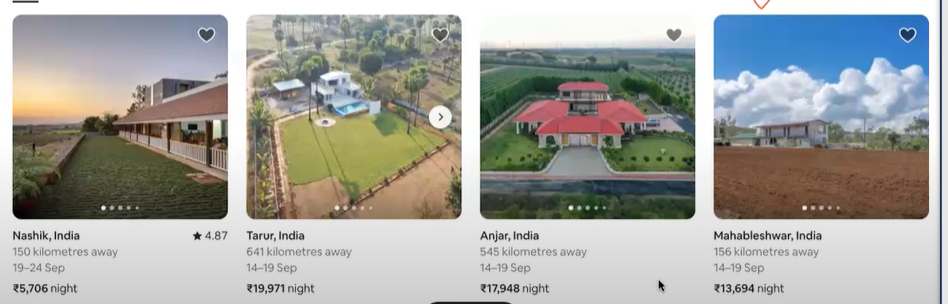 Nashik, India ★ 4.87
150 kilometres away
19–24 Sep
₹5,706 night
Tarur, India
641 kilometres away
14–19 Sep
₹19,971 night
Anjar, India
545 kilometres away
14–19 Sep
₹17,948 night
Mahabaleshwar, India
156 kilometres away
14–19 Sep
₹13,694 night